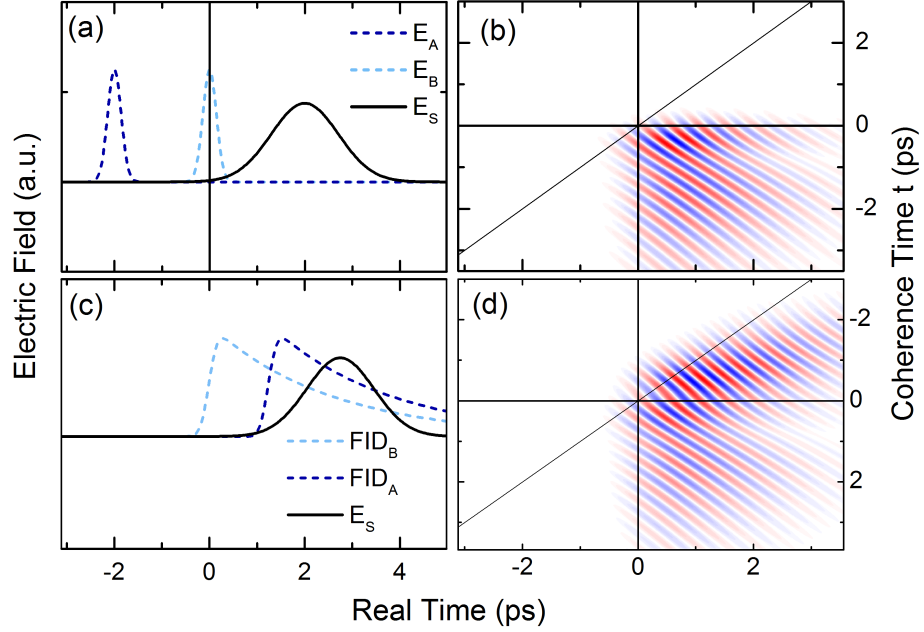 (a)
E_A
E_B
E_S
(b)
2
0
-2
(c)
FID_B
FID_A
E_S
(d)
-2
0
2
-2
0
2
4
-2
0
2
Electric Field (a.u.)
Coherence Time t (ps)
Real Time (ps)